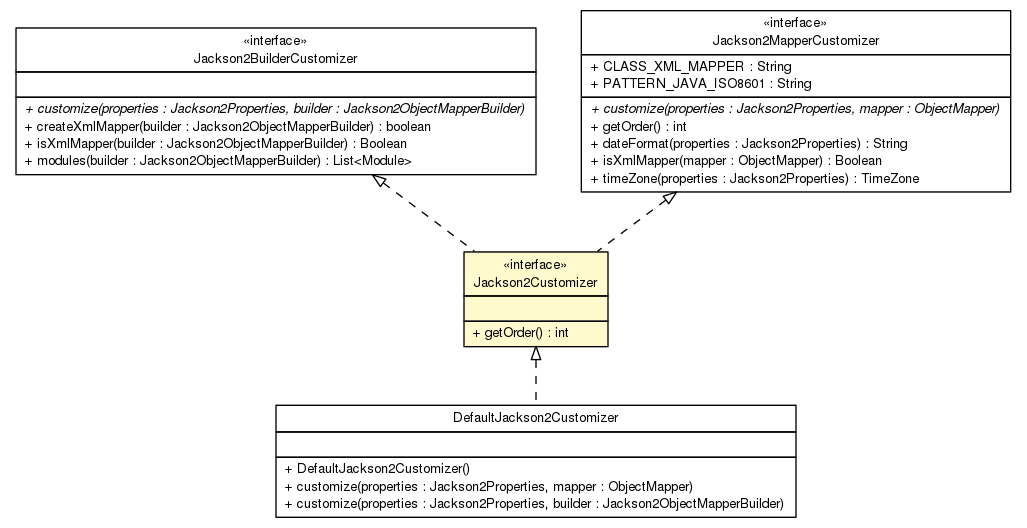 «interface»
Jackson2BuilderCustomizer
+ customize(properties : Jackson2Properties, builder : Jackson2ObjectMapperBuilder)
+ createXmlMapper(builder : Jackson2ObjectMapperBuilder) : boolean
+ isXmlMapper(builder : Jackson2ObjectMapperBuilder) : Boolean
+ modules(builder : Jackson2ObjectMapperBuilder) : List<Module>
«interface»
Jackson2MapperCustomizer
+ CLASS_XML_MAPPER : String
+ PATTERN_JAVA_ISO8601 : String
+ customize(properties : Jackson2Properties, mapper : ObjectMapper)
+ getOrder() : int
+ dateFormat(properties : Jackson2Properties) : String
+ isXmlMapper(mapper : ObjectMapper) : Boolean
+ timeZone(properties : Jackson2Properties) : TimeZone
«interface»
Jackson2Customizer
+ getOrder() : int
DefaultJackson2Customizer
+ DefaultJackson2Customizer()
+ customize(properties : Jackson2Properties, mapper : ObjectMapper)
+ customize(properties : Jackson2Properties, builder : Jackson2ObjectMapperBuilder)